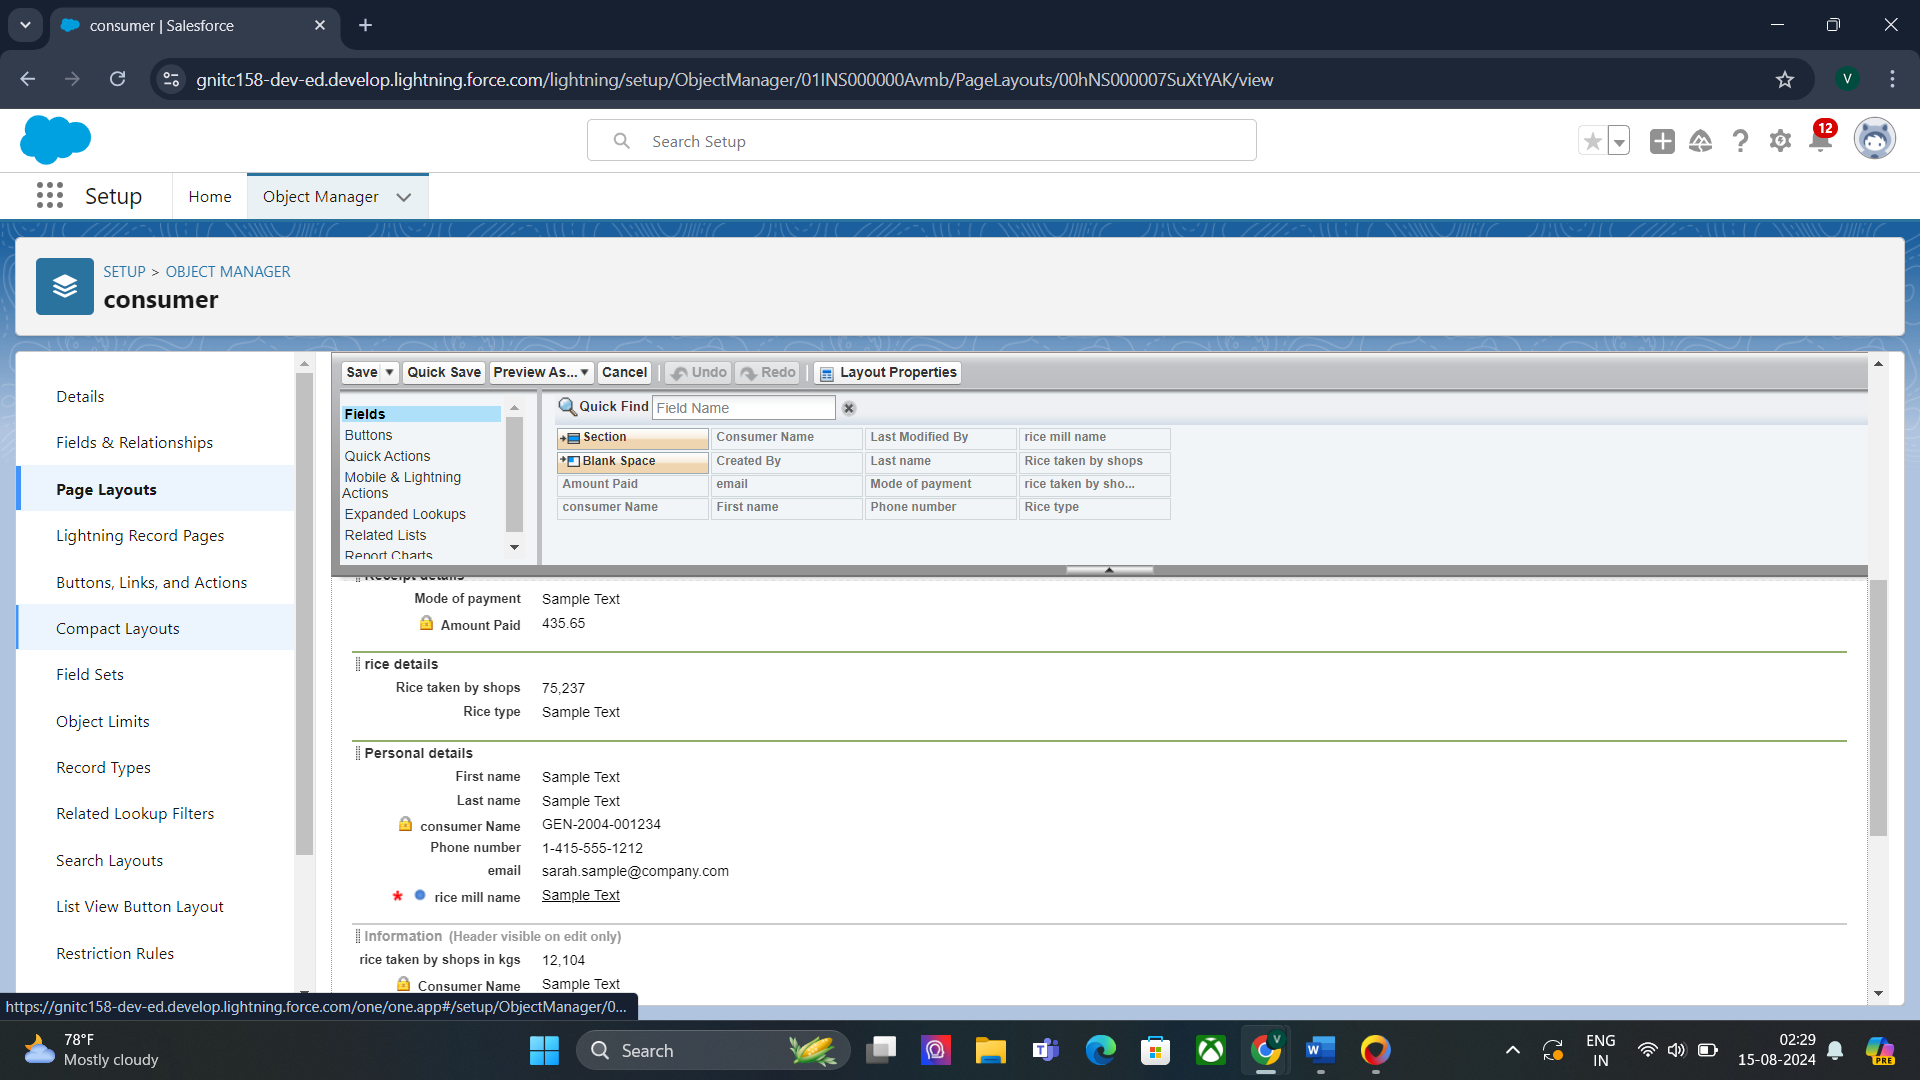 consumer | Salesforce
gnitc158-dev-ed.develop.lightning.force.com/lightning/setup/ObjectManager/01INS000000Avmb/PageLayouts/00hNS000007SuXtYAK/view
V
Search Setup
12
Setup
Home
Object Manager
SETUP > OBJECT MANAGER
consumer
Details
Fields & Relationships
Page Layouts
Lightning Record Pages
Buttons, Links, and Actions
Compact Layouts
Field Sets
Object Limits
Record Types
Related Lookup Filters
Search Layouts
List View Button Layout
Restriction Rules
Save
Quick Save
Preview As...
Cancel
Undo
Redo
Layout Properties
Fields
Buttons
Quick Actions
Mobile & Lightning
Actions
Expanded Lookups
Related Lists
Report Charts
Quick Find
Field Name
Section Consumer Name Last Modified By rice mill name
Blank Space Created By Last name Rice taken by shops
Amount Paid email Mode of payment rice taken by sho...
consumer Name First name Phone number Rice type
Receipt details
Mode of payment Sample Text
Amount Paid 435.65
rice details
Rice taken by shops 75,237
Rice type Sample Text
Personal details
First name Sample Text
Last name Sample Text
consumer Name GEN-2004-001234
Phone number 1-415-555-1212
email sarah.sample@company.com
* rice mill name Sample Text
Information (Header visible on edit only)
rice taken by shops in kgs 12,104
Consumer Name Sample Text
https://gnitc158-dev-ed.develop.lightning.force.com/one/one.app#/setup/ObjectManager/0...
78°F
Mostly cloudy
Search
V
ENG
IN
02:29
15-08-2024
PRE